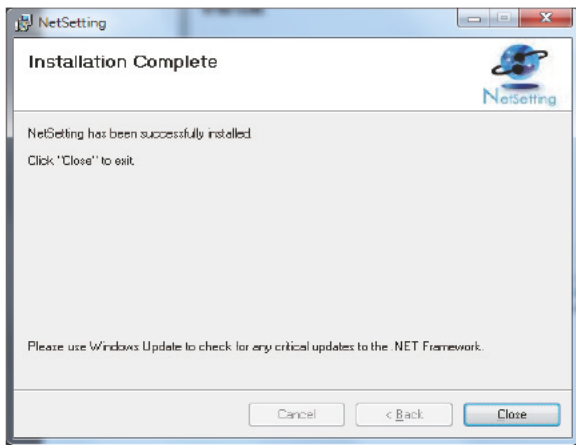 NetSetting
Installation Complete
NetSetting
NetSetting has been successfully installed.
Click "Close" to exit.
Please use Windows Update to check for any critical updates to the .NET Framework.
Cancel
< Back
Close